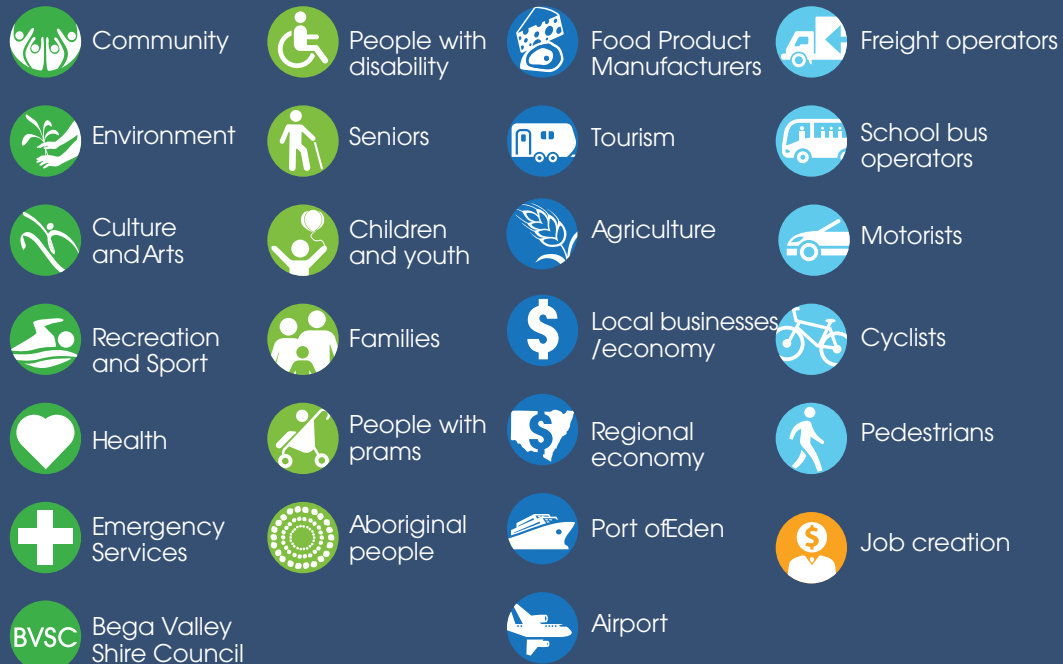 Community
Environment
Culture
and Arts
Recreation
and Sport
Health
Emergency
Services
BVSC
Bega Valley
Shire Council
People with
disability
Seniors
Children
and youth
Families
People with
prams
Aboriginal
people
Food Product
Manufacturers
Tourism
Agriculture
$
Local businesses
/economy
$
Regional
economy
Port ofEden
Airport
Freight operators
School bus
operators
Motorists
Cyclists
Pedestrians
$
Job creation